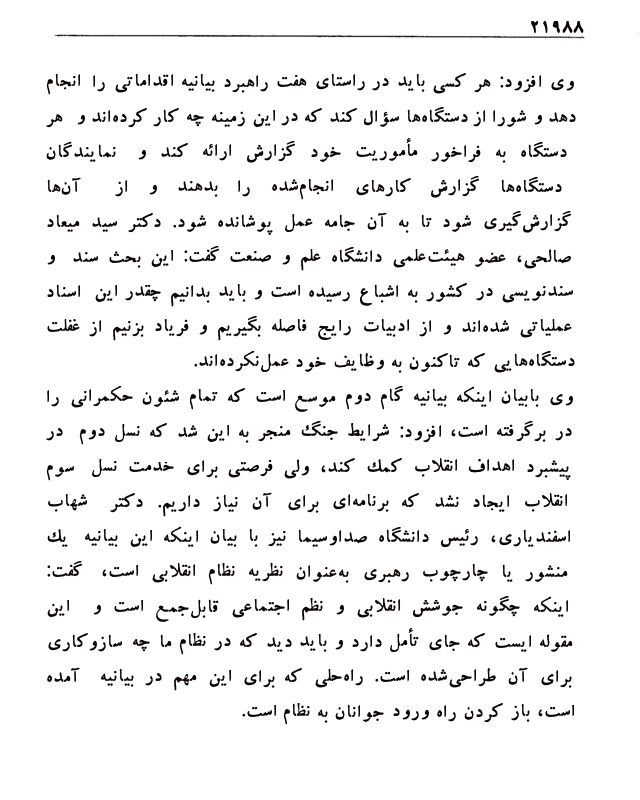 ۲۱۹۸۸
وی افزود: هر کسی باید در راستای هفت راهبرد بیانیه اقداماتی را انجام
دهد و شورا از دستگاه‌ها سؤال کند که در این زمینه چه کار کرده‌اند و هر
دستگاه به فراخور مأموریت خود گزارش ارائه کند و نمایندگان
دستگاه‌ها گزارش کارهای انجام‌شده را بدهند و از آن‌ها
گزارش‌گیری شود تا به آن جامه عمل پوشانده شود. دکتر سید میعاد
صالحی، عضو هیئت‌علمی دانشگاه علم و صنعت گفت: این بحث سند و
سندنویسی در کشور به اشباع رسیده است و باید بدانیم چقدر این اسناد
عملیاتی شده‌اند و از ادبیات رایج فاصله بگیریم و فریاد بزنیم از غفلت
دستگاه‌هایی که تاکنون به وظایف خود عمل‌نکرده‌اند.
وی بابیان اینکه بیانیه گام دوم موسع است که تمام شئون حکمرانی را
در برگرفته است، افزود: شرایط جنگ منجر به این شد که نسل دوم در
پیشبرد اهداف انقلاب کمک کند، ولی فرصتی برای خدمت نسل سوم
انقلاب ایجاد نشد که برنامه‌ای برای آن نیاز داریم. دکتر شهاب
اسفندیاری، رئیس دانشگاه صداوسیما نیز با بیان اینکه این بیانیه یك
منشور یا چارچوب رهبری به‌عنوان نظریه نظام انقلابی است، گفت:
اینکه چگونه جوشش انقلابی و نظم اجتماعی قابل‌جمع است و این
مقوله ایست که جای تأمل دارد و باید دید که در نظام ما چه سازوکاری
برای آن طراحی‌شده است. راه‌حلی که برای این مهم در بیانیه آمده
است، باز کردن راه ورود جوانان به نظام است.